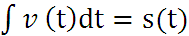 ∫ v (t)dt = s(t)